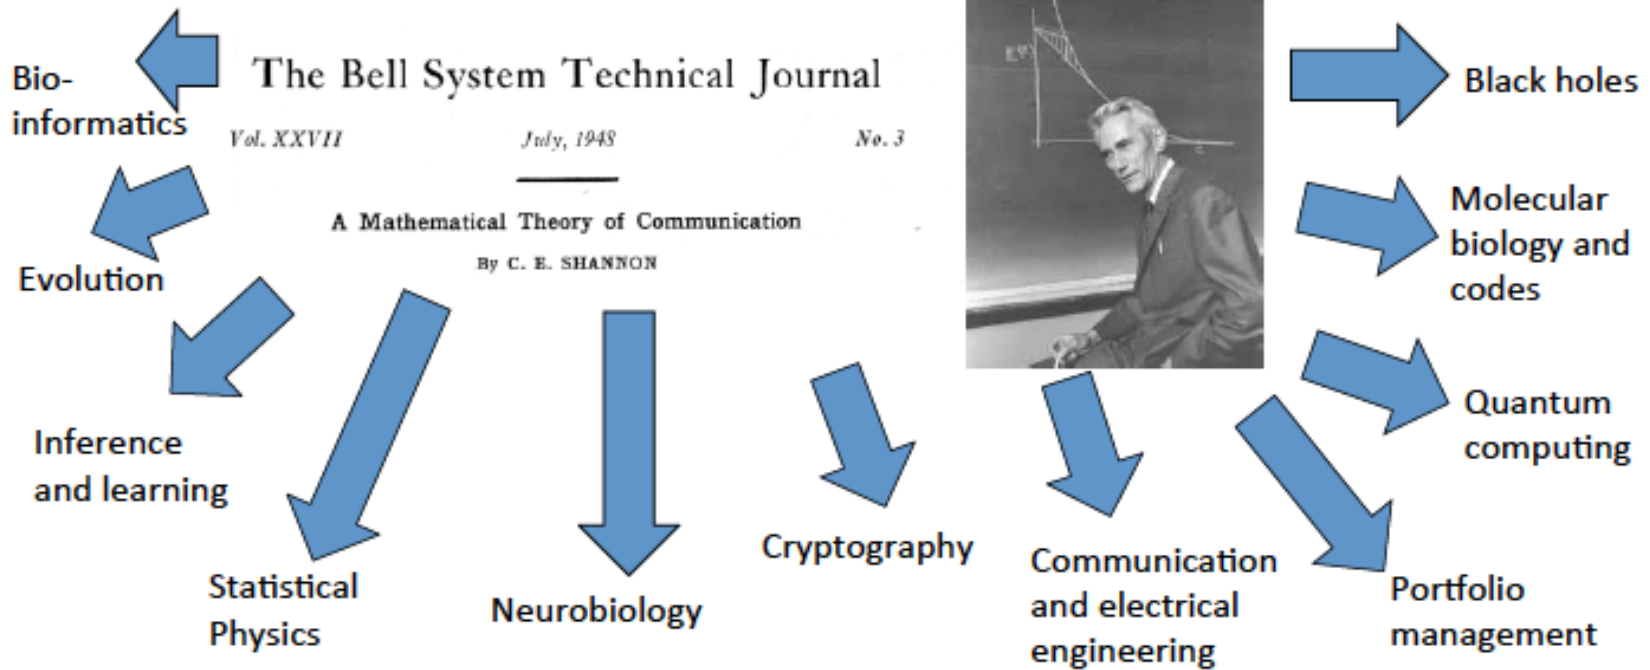 The Bell System Technical Journal
Vol. XXVII July, 1948 No. 3
A Mathematical Theory of Communication
By C. E. SHANNON
Bio-
informatics
Evolution
Inference
and learning
Statistical
Physics
Neurobiology
Cryptography
Communication
and electrical
engineering
Portfolio
management
Quantum
computing
Molecular
biology and
codes
Black holes